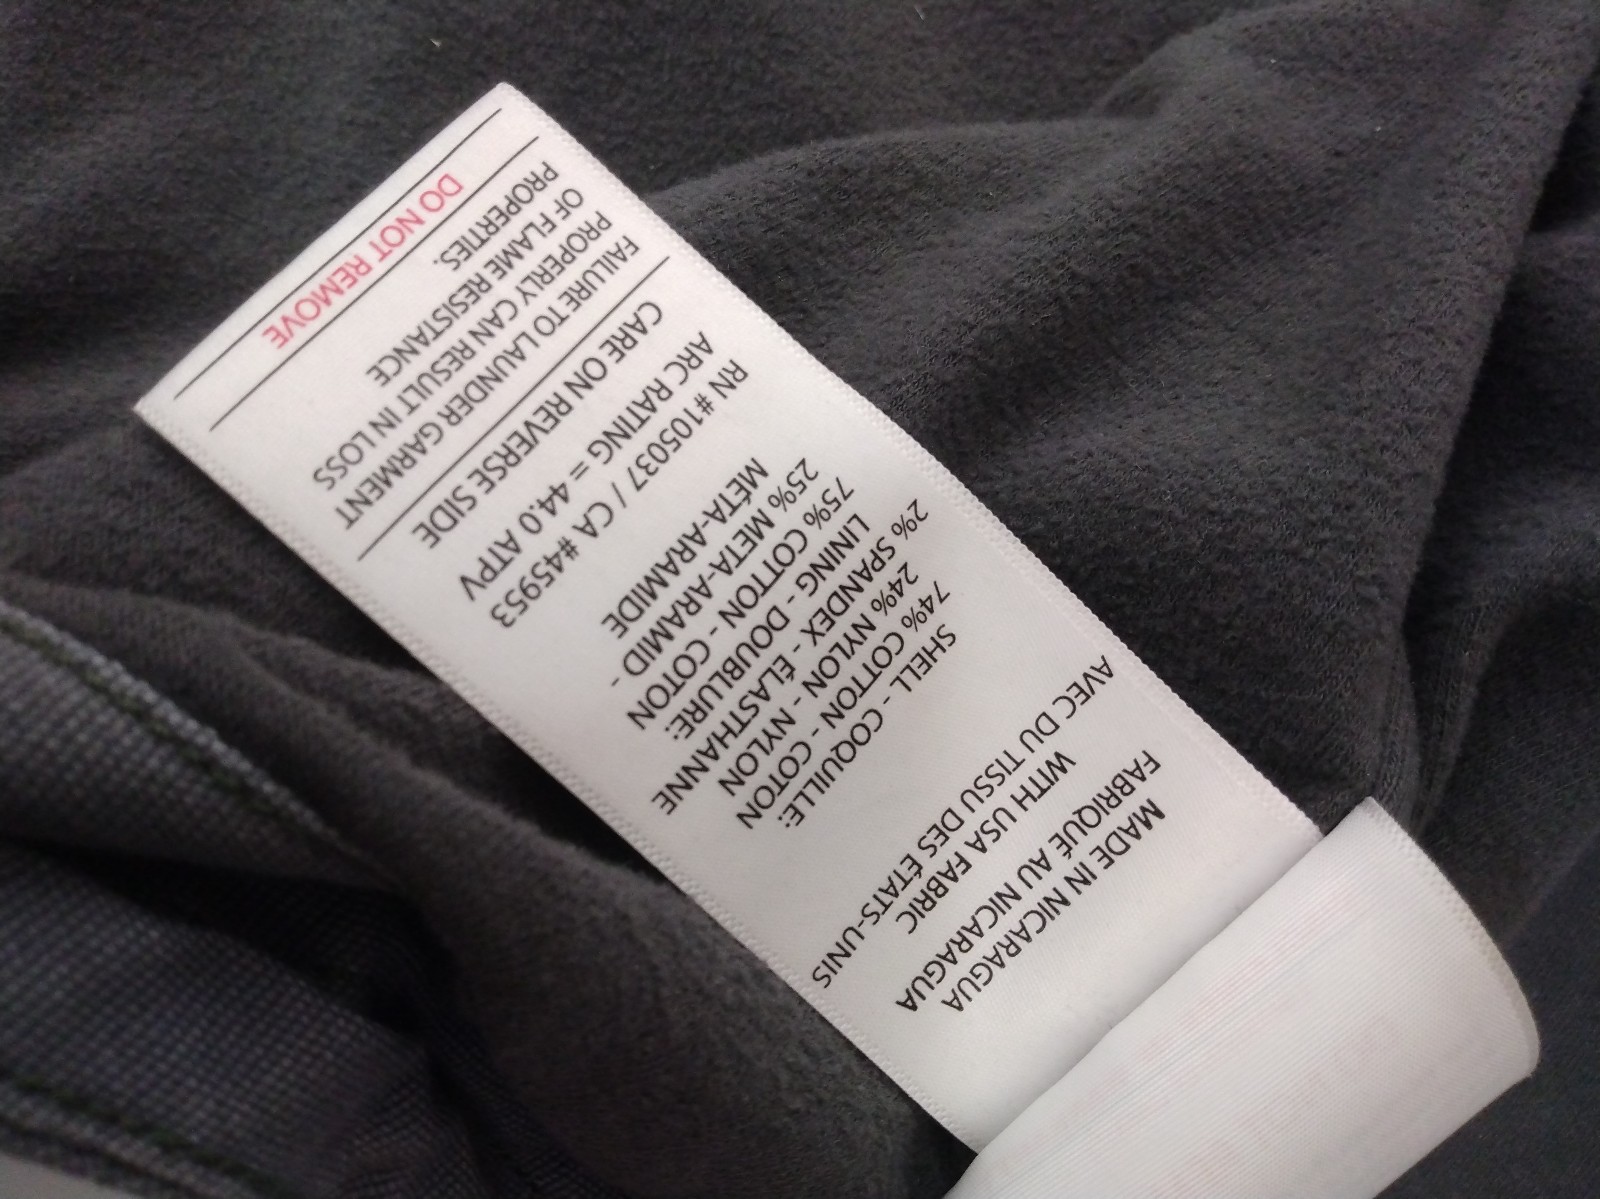 MADE IN NICARAGUA
FABRIQUÉ AU NICARAGUA
WITH USA FABRIC
AVEC DU TISSU DES ÉTATS-UNIS
SHELL - COQUILLE:
74% COTTON - COTON
24% NYLON - NYLON
2% SPANDEX - ÉLASTHANNE
LINING - DOUBLURE:
75% COTTON - COTON
25% META-ARAMID -
MÉTA-ARAMIDE
RN #105037 / CA #45953
ARC RATING = 44.0 ATPV
CARE ON REVERSE SIDE
FAILURE TO LAUNDER GARMENT
PROPERLY CAN RESULT IN LOSS
OF FLAME RESISTANCE
PROPERTIES.
DO NOT REMOVE